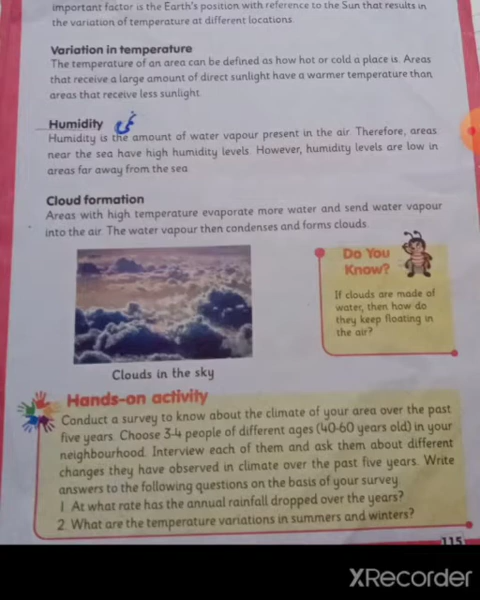 important factor is the Earth's position with reference to the Sun that results in
the variation of temperature at different locations.
Variation in temperature
The temperature of an area can be defined as how hot or cold a place is. Areas
that receive a large amount of direct sunlight have a warmer temperature than
areas that receive less sunlight.
Humidity
Humidity is the amount of water vapour present in the air. Therefore, areas
near the sea have high humidity levels. However, humidity levels are low in
areas far away from the sea.
Cloud formation
Areas with high temperature evaporate more water and send water vapour
into the air. The water vapour then condenses and forms clouds.
Do You
Know?
If clouds are made of
water, then how do
they keep floating in
the air?
Clouds in the sky
Hands-on activity
Conduct a survey to know about the climate of your area over the past
five years. Choose 3-4 people of different ages (40-60 years old) in your
neighbourhood. Interview each of them and ask them about different
changes they have observed in climate over the past five years. Write
answers to the following questions on the basis of your survey.
1 At what rate has the annual rainfall dropped over the years?
2 What are the temperature variations in summers and winters?
115
XRecorder